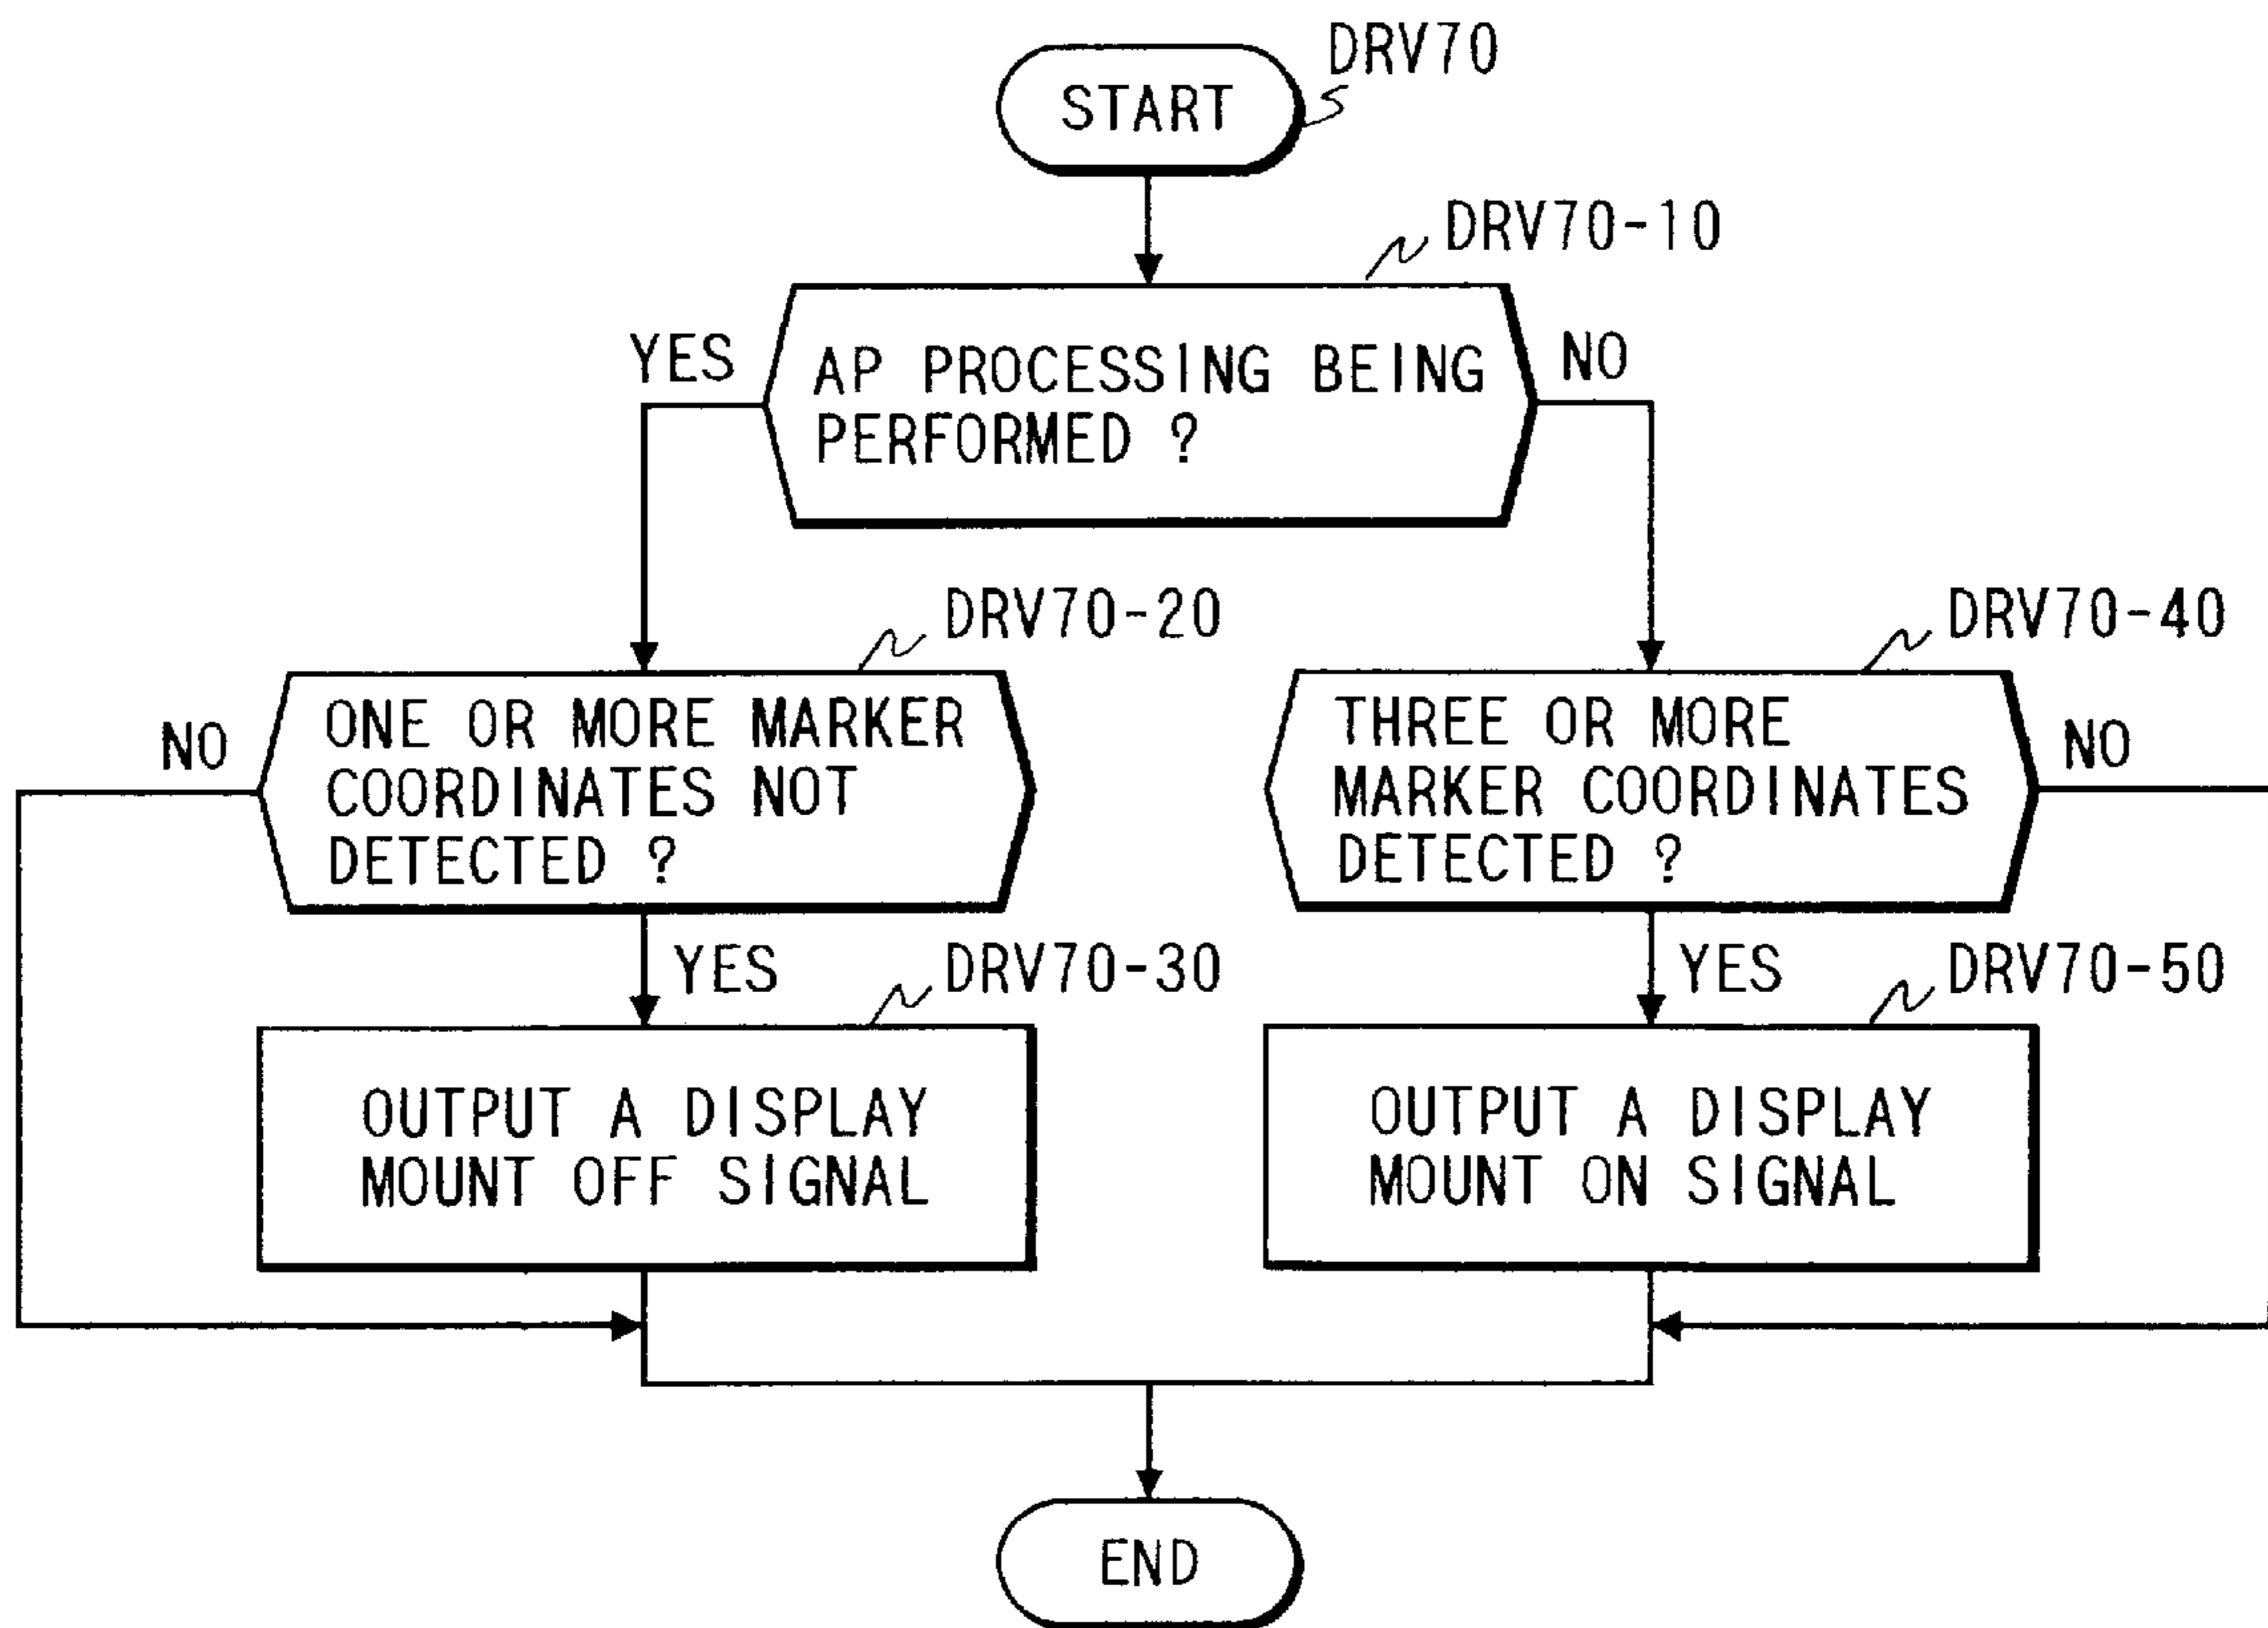 DRV70
START
DRV70-10
YES
AP PROCESSING BEING
PERFORMED ?
NO
DRV70-20
DRV70-40
NO
ONE OR MORE MARKER
COORDINATES NOT
DETECTED ?
THREE OR MORE
MARKER COORDINATES
DETECTED ?
NO
YES
DRV70-30
YES
DRV70-50
OUTPUT A DISPLAY
MOUNT OFF SIGNAL
OUTPUT A DISPLAY
MOUNT ON SIGNAL
END